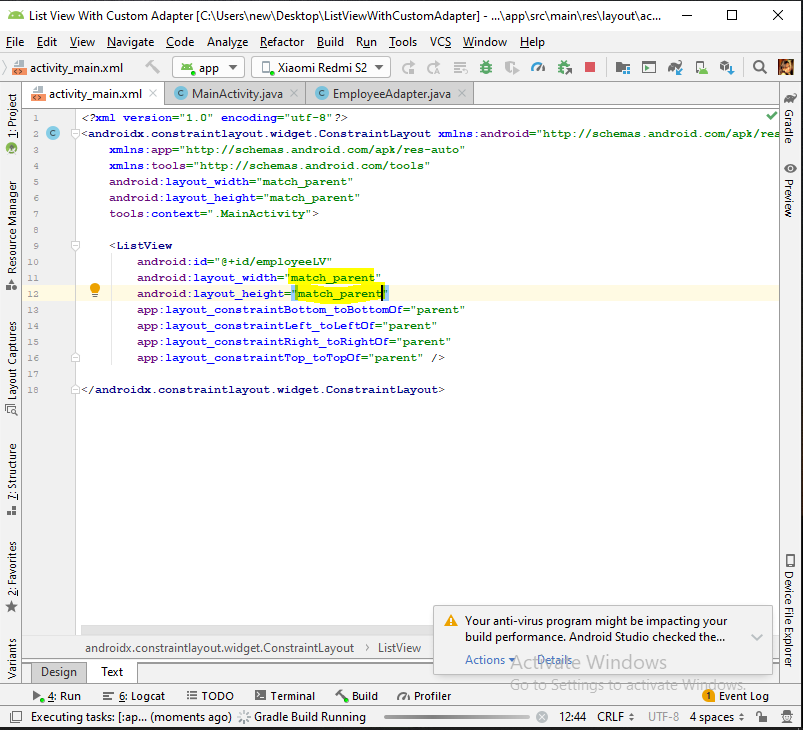 List View With Custom Adapter [C:\Users\new\Desktop\ListViewWithCustomAdapter] - ...\app\src\main\res\layout\ac...
File Edit View Navigate Code Analyze Refactor Build Run Tools VCS Window Help
activity_main.xml app Xiaomi Redmi S2
activity_main.xml MainActivity.java EmployeeAdapter.java
1: Project
Resource Manager
Layout Captures
7: Structure
2: Favorites
Variants
1 <?xml version="1.0" encoding="utf-8"?>
2 C <androidx.constraintlayout.widget.ConstraintLayout xmlns:android="http://schemas.android.com/apk/res
3 xmlns:app="http://schemas.android.com/apk/res-auto"
4 xmlns:tools="http://schemas.android.com/tools"
5 android:layout_width="match_parent"
6 android:layout_height="match_parent"
7 tools:context=".MainActivity">
8
9 <ListView
10 android:id="@+id/employeeLV"
11 android:layout_width="match_parent"
12 android:layout_height="match_parent"
13 app:layout_constraintBottom_toBottomOf="parent"
14 app:layout_constraintLeft_toLeftOf="parent"
15 app:layout_constraintRight_toRightOf="parent"
16 app:layout_constraintTop_toTopOf="parent" />
17
18 </androidx.constraintlayout.widget.ConstraintLayout>
Gradle
Preview
Device File Explorer
Your anti-virus program might be impacting your
build performance. Android Studio checked the...
Actions Details
Activate Windows
Go to Settings to activate Windows.
androidx.constraintlayout.widget.ConstraintLayout › ListView
Design Text
4: Run 6: Logcat TODO Terminal Build Profiler 1 Event Log
Executing tasks: [:ap... (moments ago) Gradle Build Running 12:44 CRLF UTF-8 4 spaces